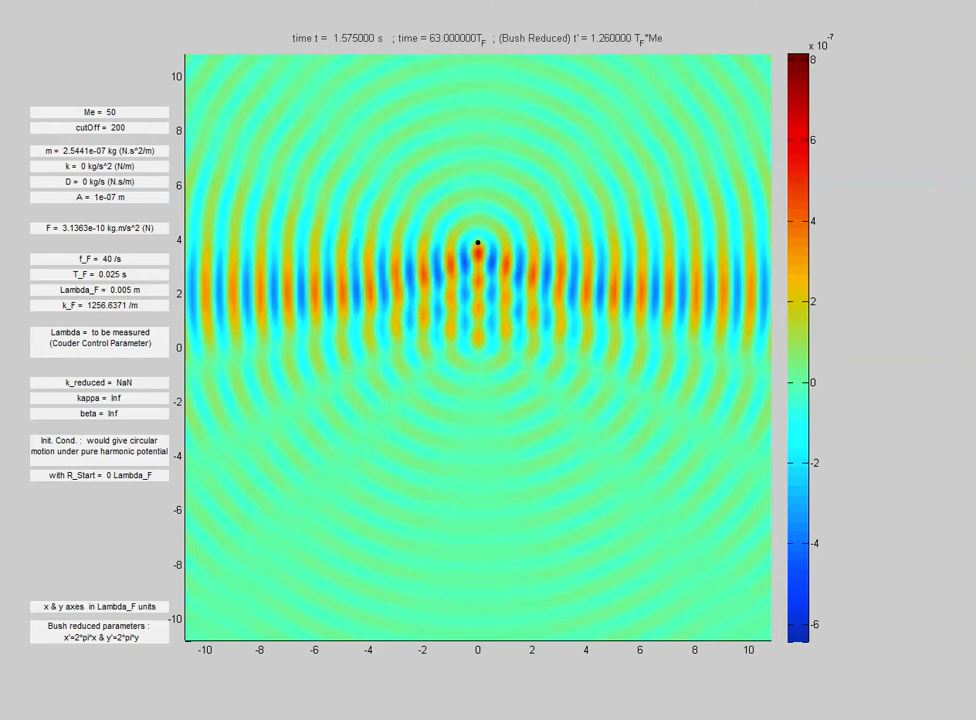 time t =  1.575000 s   ; time = 63.000000T_F  ; (Bush Reduced) t' = 1.260000 T_F*Me
x 10^-7
Me =  50
cutOff =  200
m =  2.5441e-07 kg (N.s^2/m)
k =  0 kg/s^2 (N/m)
D =  0 kg/s (N.s/m)
A =  1e-07 m
F =  3.1363e-10 kg.m/s^2 (N)
f_F =  40 /s
T_F =  0.025 s
Lambda_F =  0.005 m
k_F =  1256.6371 /m
Lambda =  to be measured
(Couder Control Parameter)
k_reduced =  NaN
kappa =  Inf
beta =  Inf
Init. Cond. :  would give circular
motion under pure harmonic potential
with R_Start =  0 Lambda_F
x & y axes  in Lambda_F units
Bush reduced parameters :
x'=2*pi*x & y'=2*pi*y
10
8
6
4
2
0
-2
-4
-6
-8
-10
-10 -8 -6 -4 -2 0 2 4 6 8 10
8
6
4
2
0
-2
-4
-6